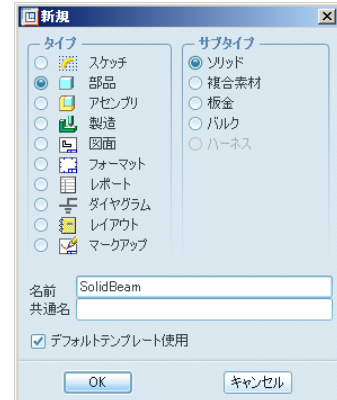 新規
タイプ
スケッチ
部品
アセンブリ
製造
図面
フォーマット
レポート
ダイヤグラム
レイアウト
マークアップ
サブタイプ
ソリッド
複合素材
板金
バルク
ハーネス
名前 SolidBeam
共通名
デフォルトテンプレート使用
OK キャンセル